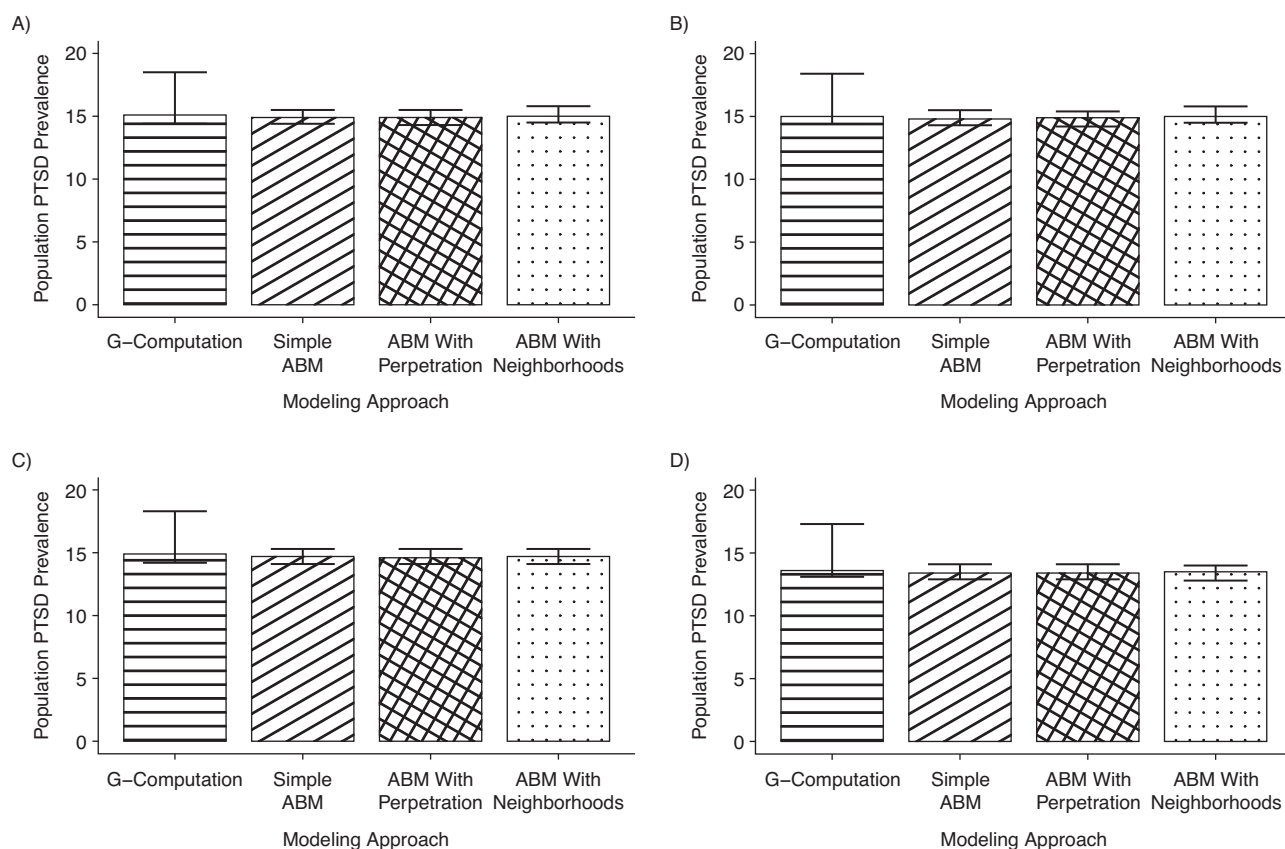 A)
Population PTSD Prevalence
20
15
10
5
0
G–Computation
Simple
ABM
ABM With
Perpetration
ABM With
Neighborhoods
Modeling Approach
B)
Population PTSD Prevalence
20
15
10
5
0
G–Computation
Simple
ABM
ABM With
Perpetration
ABM With
Neighborhoods
Modeling Approach
C)
Population PTSD Prevalence
20
15
10
5
0
G–Computation
Simple
ABM
ABM With
Perpetration
ABM With
Neighborhoods
Modeling Approach
D)
Population PTSD Prevalence
20
15
10
5
0
G–Computation
Simple
ABM
ABM With
Perpetration
ABM With
Neighborhoods
Modeling Approach